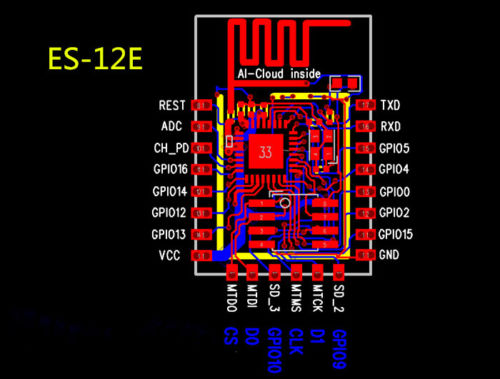 ES-12E
AI-Cloud inside
REST
ADC
CH_PD
GPIO16
GPIO14
GPIO12
GPIO13
VCC
TXD
RXD
GPIO5
GPIO4
GPIO0
GPIO2
GPIO15
GND
33
MTDO
MTDI
SD_3
MTMS
MTCK
SD_2
CS
D0
GPIO10
CLK
D1
GPIO9